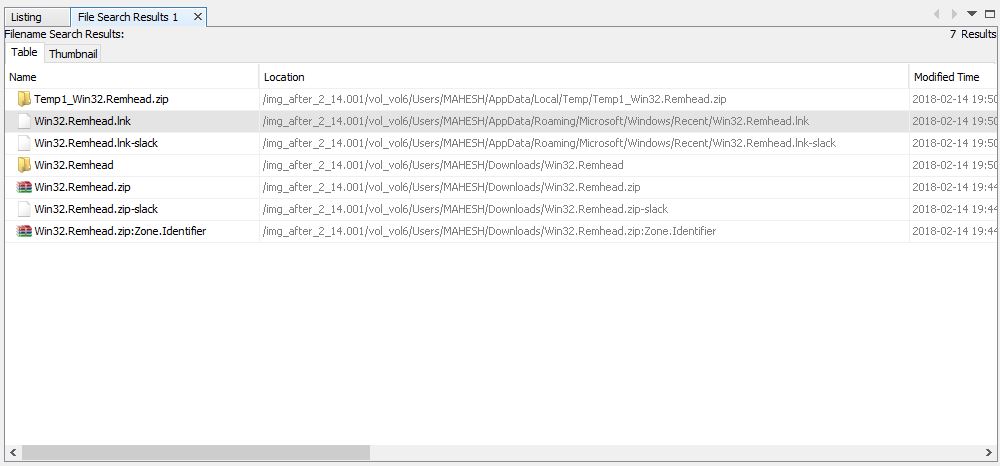 Listing File Search Results 1
Filename Search Results: 7 Results
Table Thumbnail
Name Location Modified Time
Temp1_Win32.Remhead.zip /img_after_2_14.001/vol_vol6/Users/MAHESH/AppData/Local/Temp/Temp1_Win32.Remhead.zip 2018-02-14 19:50
Win32.Remhead.lnk /img_after_2_14.001/vol_vol6/Users/MAHESH/AppData/Roaming/Microsoft/Windows/Recent/Win32.Remhead.lnk 2018-02-14 19:50
Win32.Remhead.lnk-slack /img_after_2_14.001/vol_vol6/Users/MAHESH/AppData/Roaming/Microsoft/Windows/Recent/Win32.Remhead.lnk-slack 2018-02-14 19:50
Win32.Remhead /img_after_2_14.001/vol_vol6/Users/MAHESH/Downloads/Win32.Remhead 2018-02-14 19:50
Win32.Remhead.zip /img_after_2_14.001/vol_vol6/Users/MAHESH/Downloads/Win32.Remhead.zip 2018-02-14 19:44
Win32.Remhead.zip-slack /img_after_2_14.001/vol_vol6/Users/MAHESH/Downloads/Win32.Remhead.zip-slack 2018-02-14 19:44
Win32.Remhead.zip:Zone.Identifier /img_after_2_14.001/vol_vol6/Users/MAHESH/Downloads/Win32.Remhead.zip:Zone.Identifier 2018-02-14 19:44